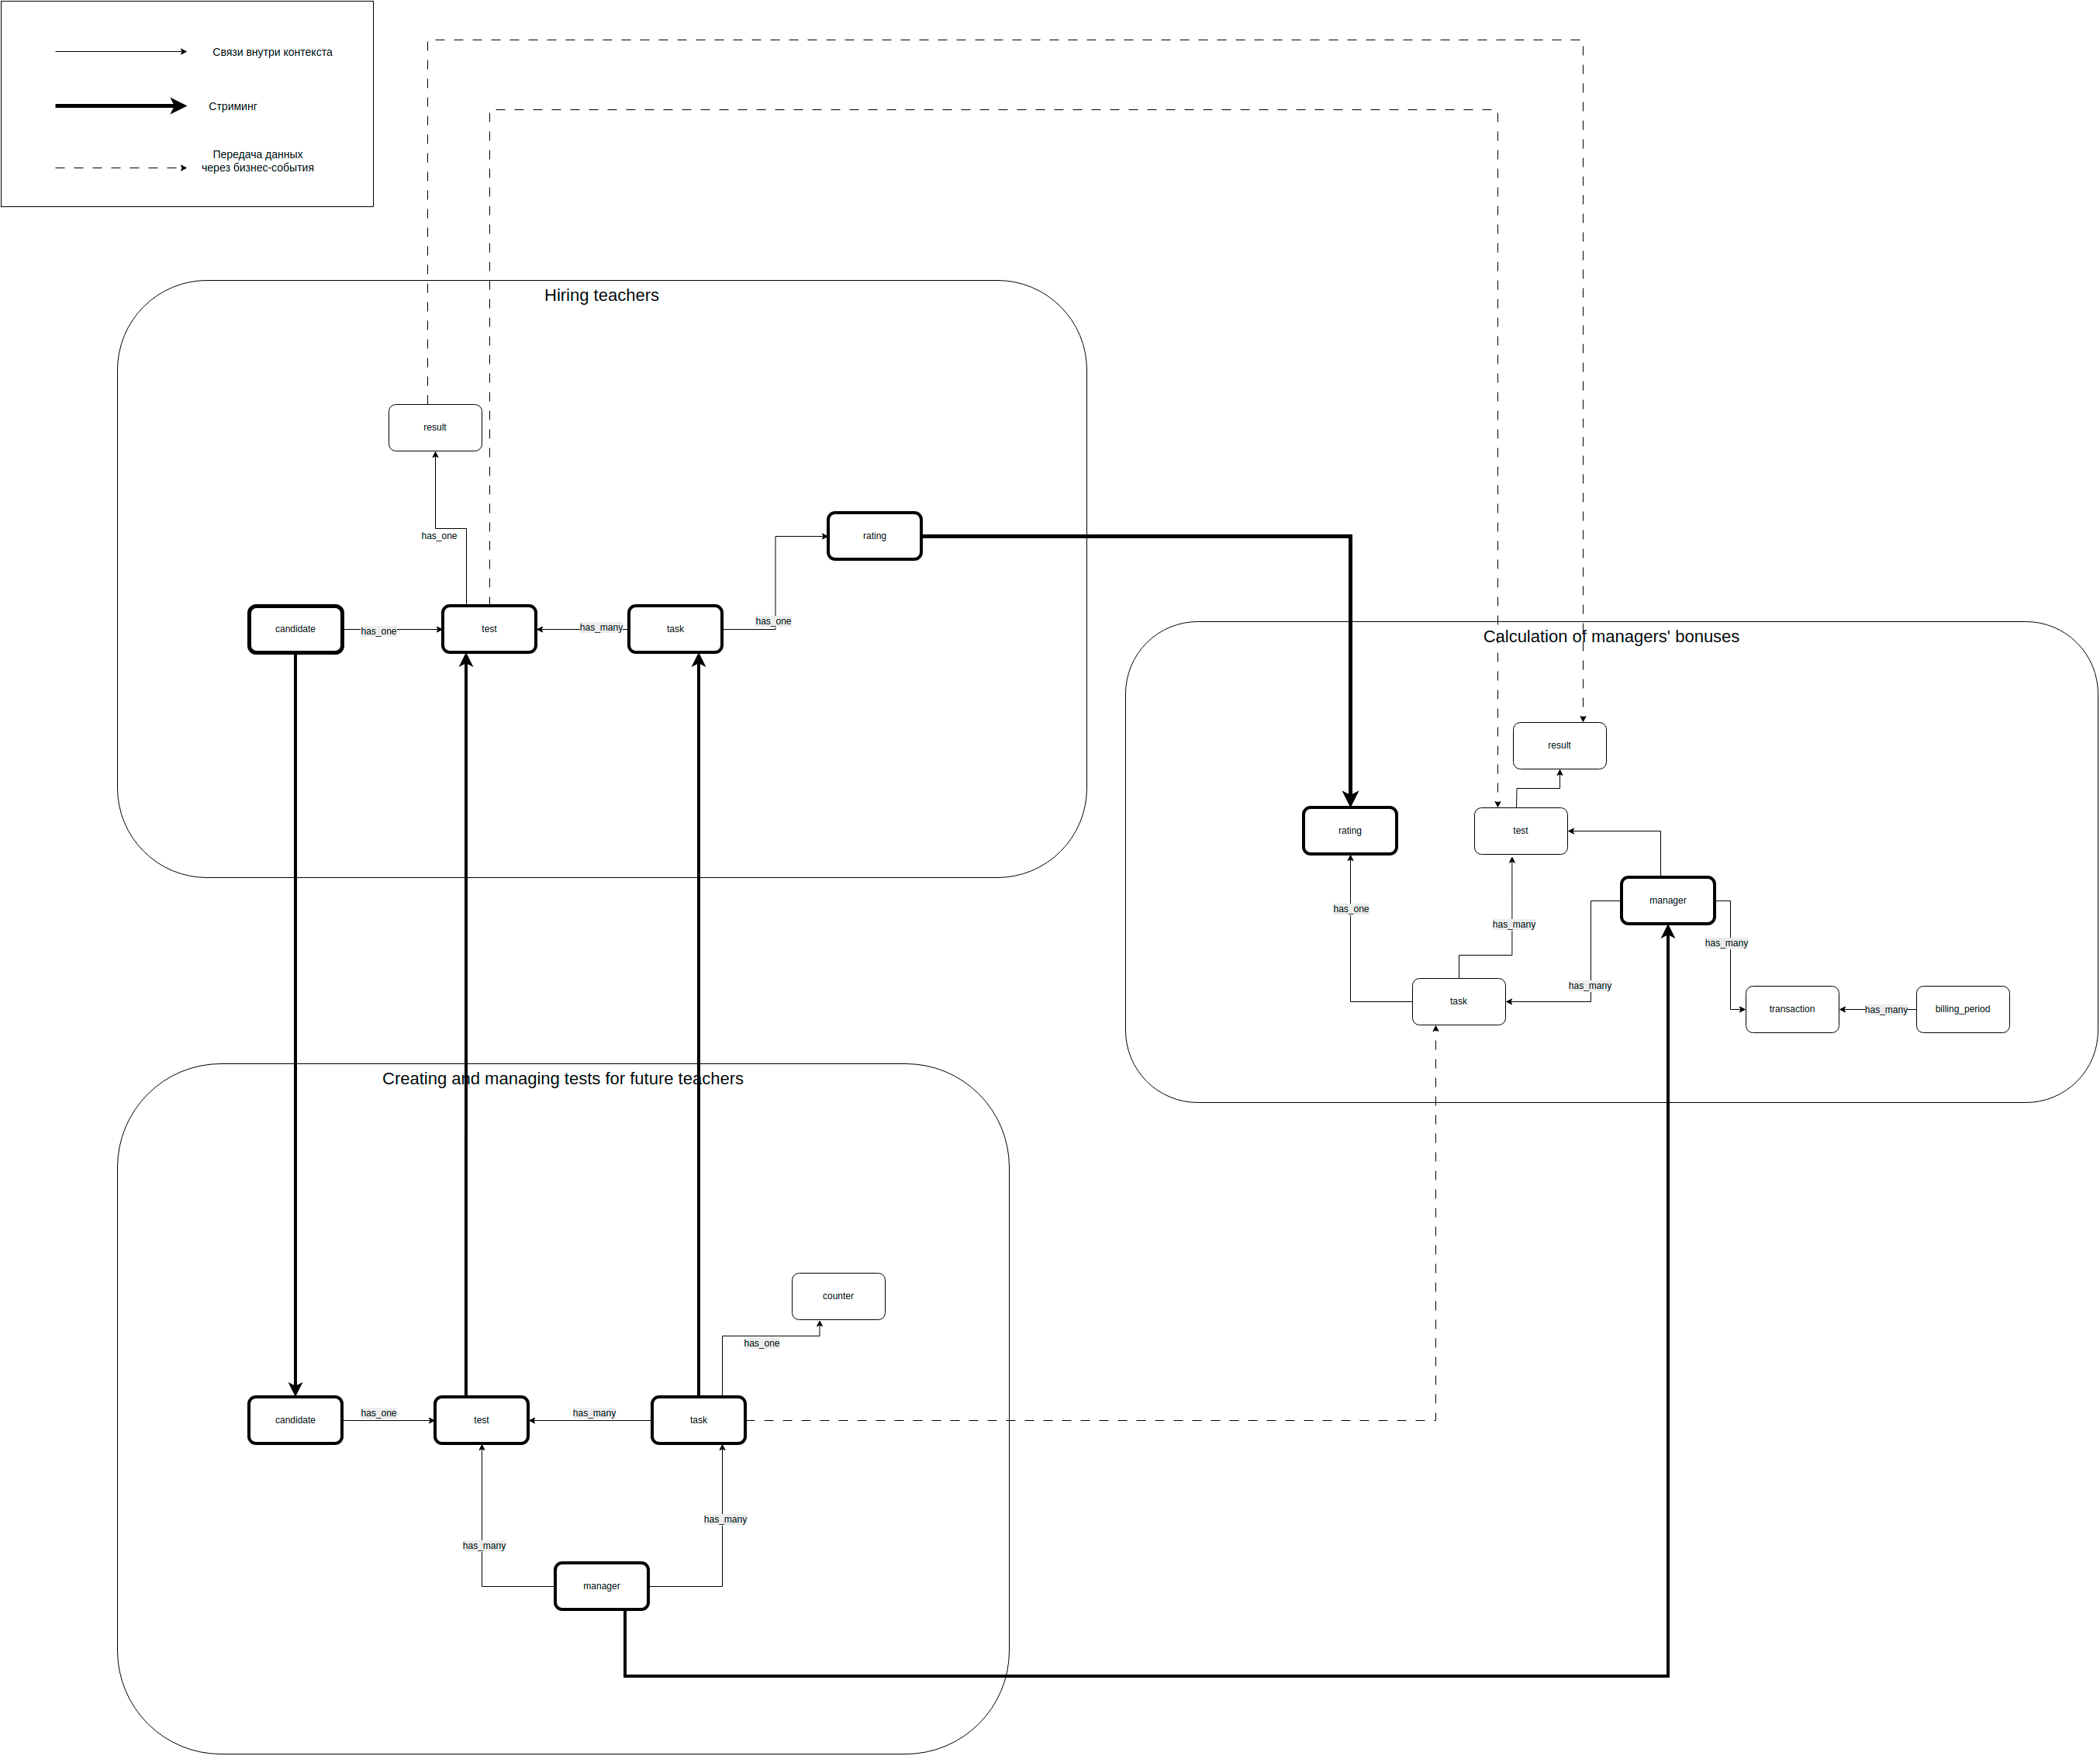 Связи внутри контекста
Стриминг
Передача данных
через бизнес-события
Hiring teachers
result
has_one
rating
candidate
has_one
test
has_many
task
has_one
Calculation of managers' bonuses
result
rating
test
manager
has_one
has_many
has_many
has_many
task
transaction
has_many
billing_period
Creating and managing tests for future teachers
counter
has_one
candidate
has_one
test
has_many
task
has_many
has_many
manager